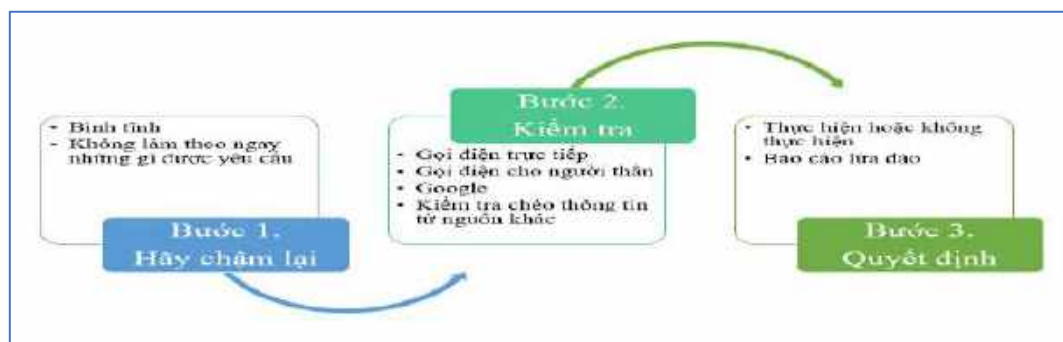 • Bình tĩnh
• Không làm theo ngay
những gì được yêu cầu
Bước 1.
Hãy chậm lại
Bước 2.
Kiểm tra
• Gọi điện trực tiếp
• Gọi điện cho người thân
• Google
• Kiểm tra chéo thông tin
từ nguồn khác
• Thực hiện hoặc không
thực hiện
• Báo cáo lừa đảo
Bước 3.
Quyết định